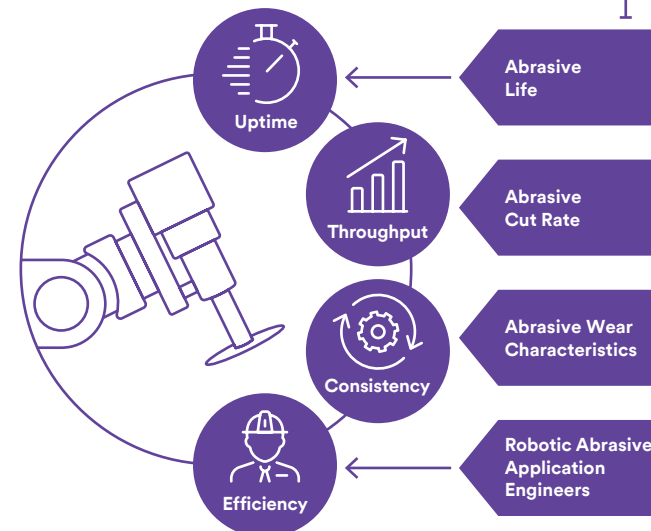 Uptime
Abrasive
Life
Throughput
Abrasive
Cut Rate
Consistency
Abrasive Wear
Characteristics
Efficiency
Robotic Abrasive
Application
Engineers